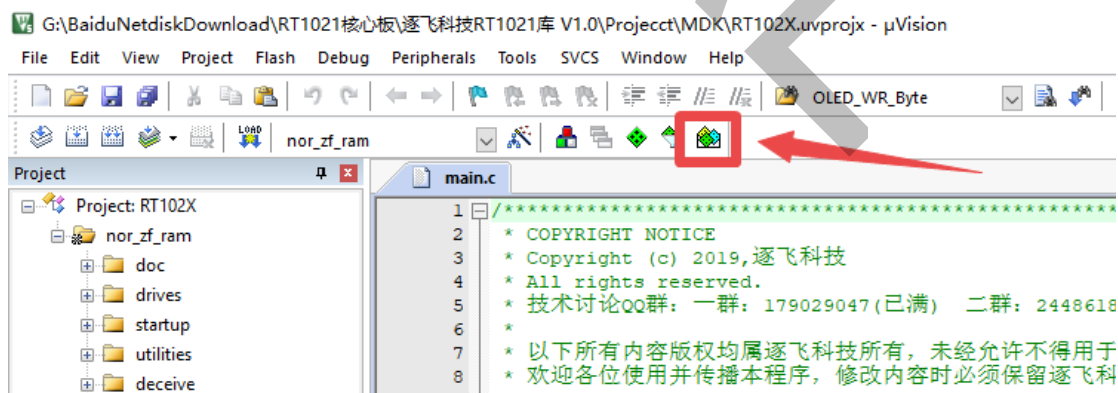 G:\BaiduNetdiskDownload\RT1021核心板\逐飞科技RT1021库 V1.0\Projecct\MDK\RT102X.uvprojx - µVision
File Edit View Project Flash Debug Peripherals Tools SVCS Window Help
OLED_WR_Byte
LOAD nor_zf_ram
Project
main.c
Project: RT102X
nor_zf_ram
doc
drives
startup
utilities
deceive
1 /****************************************************
2 * COPYRIGHT NOTICE
3 * Copyright (c) 2019,逐飞科技
4 * All rights reserved.
5 * 技术讨论QQ群：一群：179029047(已满) 二群：2448618
6 *
7 * 以下所有内容版权均属逐飞科技所有，未经允许不得用于
8 * 欢迎各位使用并传播本程序，修改内容时必须保留逐飞科